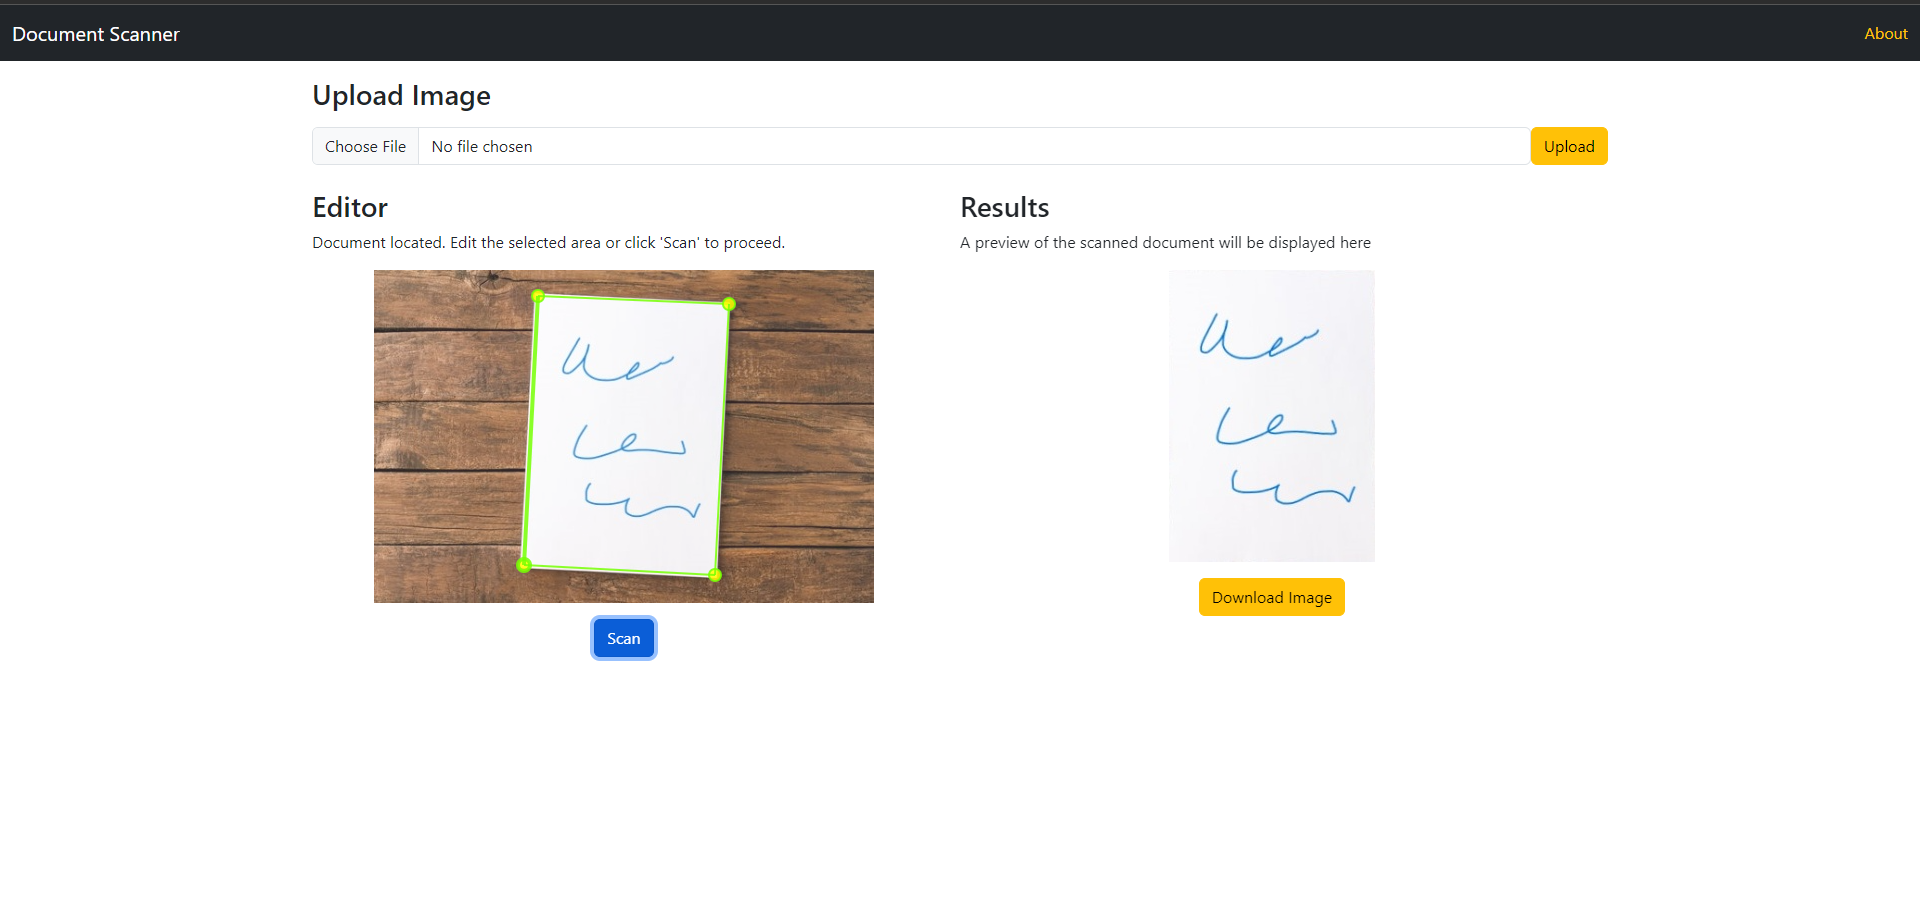 Document Scanner
About
Upload Image
Choose File No file chosen Upload
Editor
Document located. Edit the selected area or click 'Scan' to proceed.
Scan
Results
A preview of the scanned document will be displayed here
Download Image